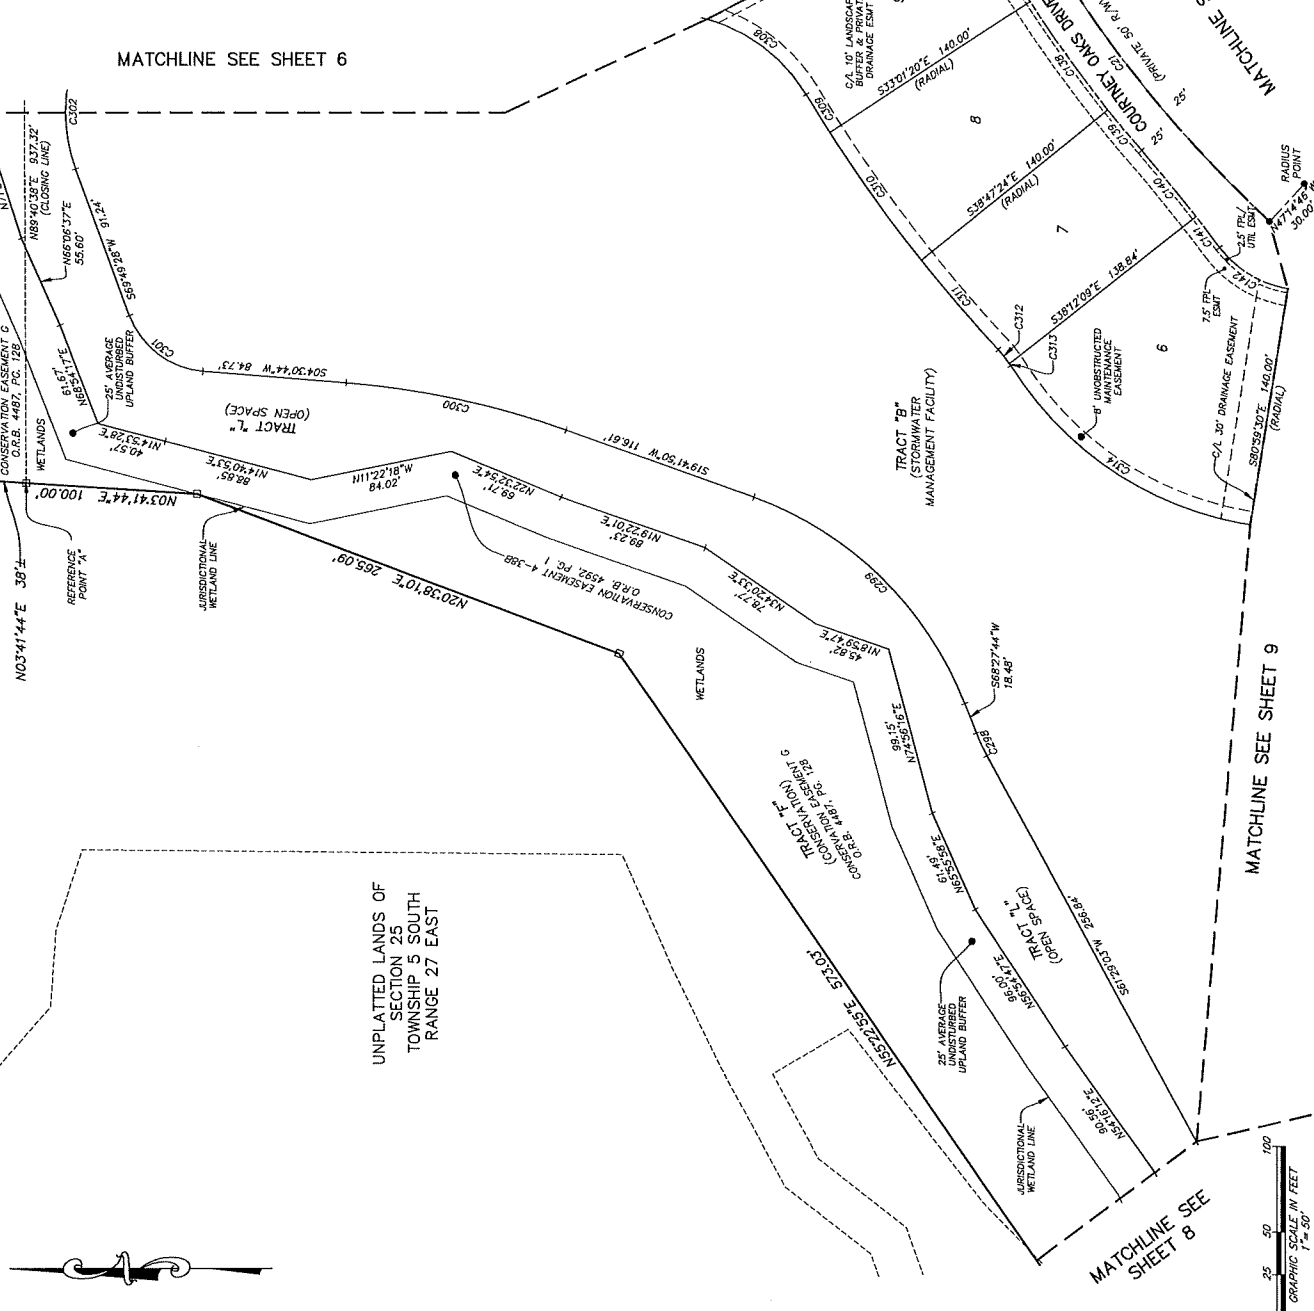 MATCHLINE SEE SHEET 6
C302
N89°40'38"E 937.32'
(CLOSING LINE)
N66°06'37"E
55.60'
S69°49'28"W 91.24'
C301
CONSERVATION EASEMENT G
O.R.B. 4487, PG. 128
WETLANDS
61.67'
N68°54'17"E
25' AVERAGE
UNDISTURBED
UPLAND BUFFER
S04°30'44"W 84.73'
TRACT "L"
(OPEN SPACE)
C300
N14°53'28"E
40.57'
N14°40'53"E
88.85'
N11°22'18"W
84.02'
N22°32'54"E
69.71'
S19°41'50"W 116.61'
N19°22'01"E
89.23'
N03°41'44"E 100.00'
N03°41'44"E 38'±
REFERENCE
POINT "A"
JURISDICTIONAL
WETLAND LINE
N20°38'10"E 265.09'
CONSERVATION EASEMENT 4-38B
O.R.B. 4592, PG. 1
N34°20'33"E
78.77'
C299
N18°59'47"E
45.82'
WETLANDS
S68°27'44"W
18.48'
C298
99.15'
N74°56'16"E
TRACT "F"
(CONSERVATION)
CONSERVATION EASEMENT G
O.R.B. 4487, PG. 128
61.49'
N65°55'58"E
TRACT "L"
(OPEN SPACE)
S61°29'03"W 256.84'
96.00'
N56°54'47"E
25' AVERAGE
UNDISTURBED
UPLAND BUFFER
N55°22'55"E 573.03'
90.56'
N54°16'12"E
JURISDICTIONAL
WETLAND LINE
UNPLATTED LANDS OF
SECTION 25
TOWNSHIP 5 SOUTH
RANGE 27 EAST
C308
C/L 10' LANDSCAPE
BUFFER &
DRAINAGE ESMT
C309
S33°01'20"E 140.00'
(RADIAL)
8
C310
S38°47'24"E 140.00'
(RADIAL)
7
C311
C312
C313
S38°12'09"E 138.84'
8' UNOBSTRUCTED
MAINTENANCE
EASEMENT
6
C314
TRACT "B"
(STORMWATER
MANAGEMENT FACILITY)
C/L 30' DRAINAGE EASEMENT
S80°59'30"E 140.00'
(RADIAL)
COURTNEY OAKS DRIVE
(PRIVATE 50' R/W)
C21
C138
C139
C140
C141
C142
25'
25'
2.5' FPL
UTIL ESMT
7.5' FPL
ESMT
RADIUS
POINT
N47°14'46"W
30.00'
MATCHLINE
MATCHLINE SEE SHEET 9
MATCHLINE SEE
SHEET 8
25 50 100
GRAPHIC SCALE IN FEET
1"= 50'